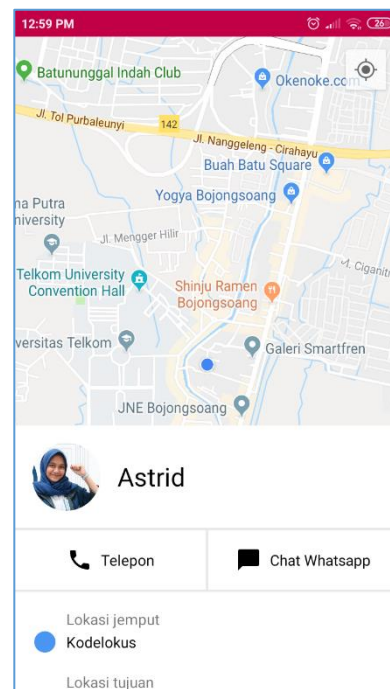 12:59 PM
26
Batununggal Indah Club
Okenoke.com
Jl. Tol Purbaleunyi
142
Jl. Nanggeleng - Cirahayu
Buah Batu Square
na Putra
niversity
Yogya Bojongsoang
Jl. Mengger Hilir
Telkom University
Convention Hall
Shinju Ramen
Bojongsoang
versitas Telkom
Galeri Smartfren
JNE Bojongsoang
Astrid
Telepon
Chat Whatsapp
Lokasi jemput
Kodelokus
Lokasi tujuan